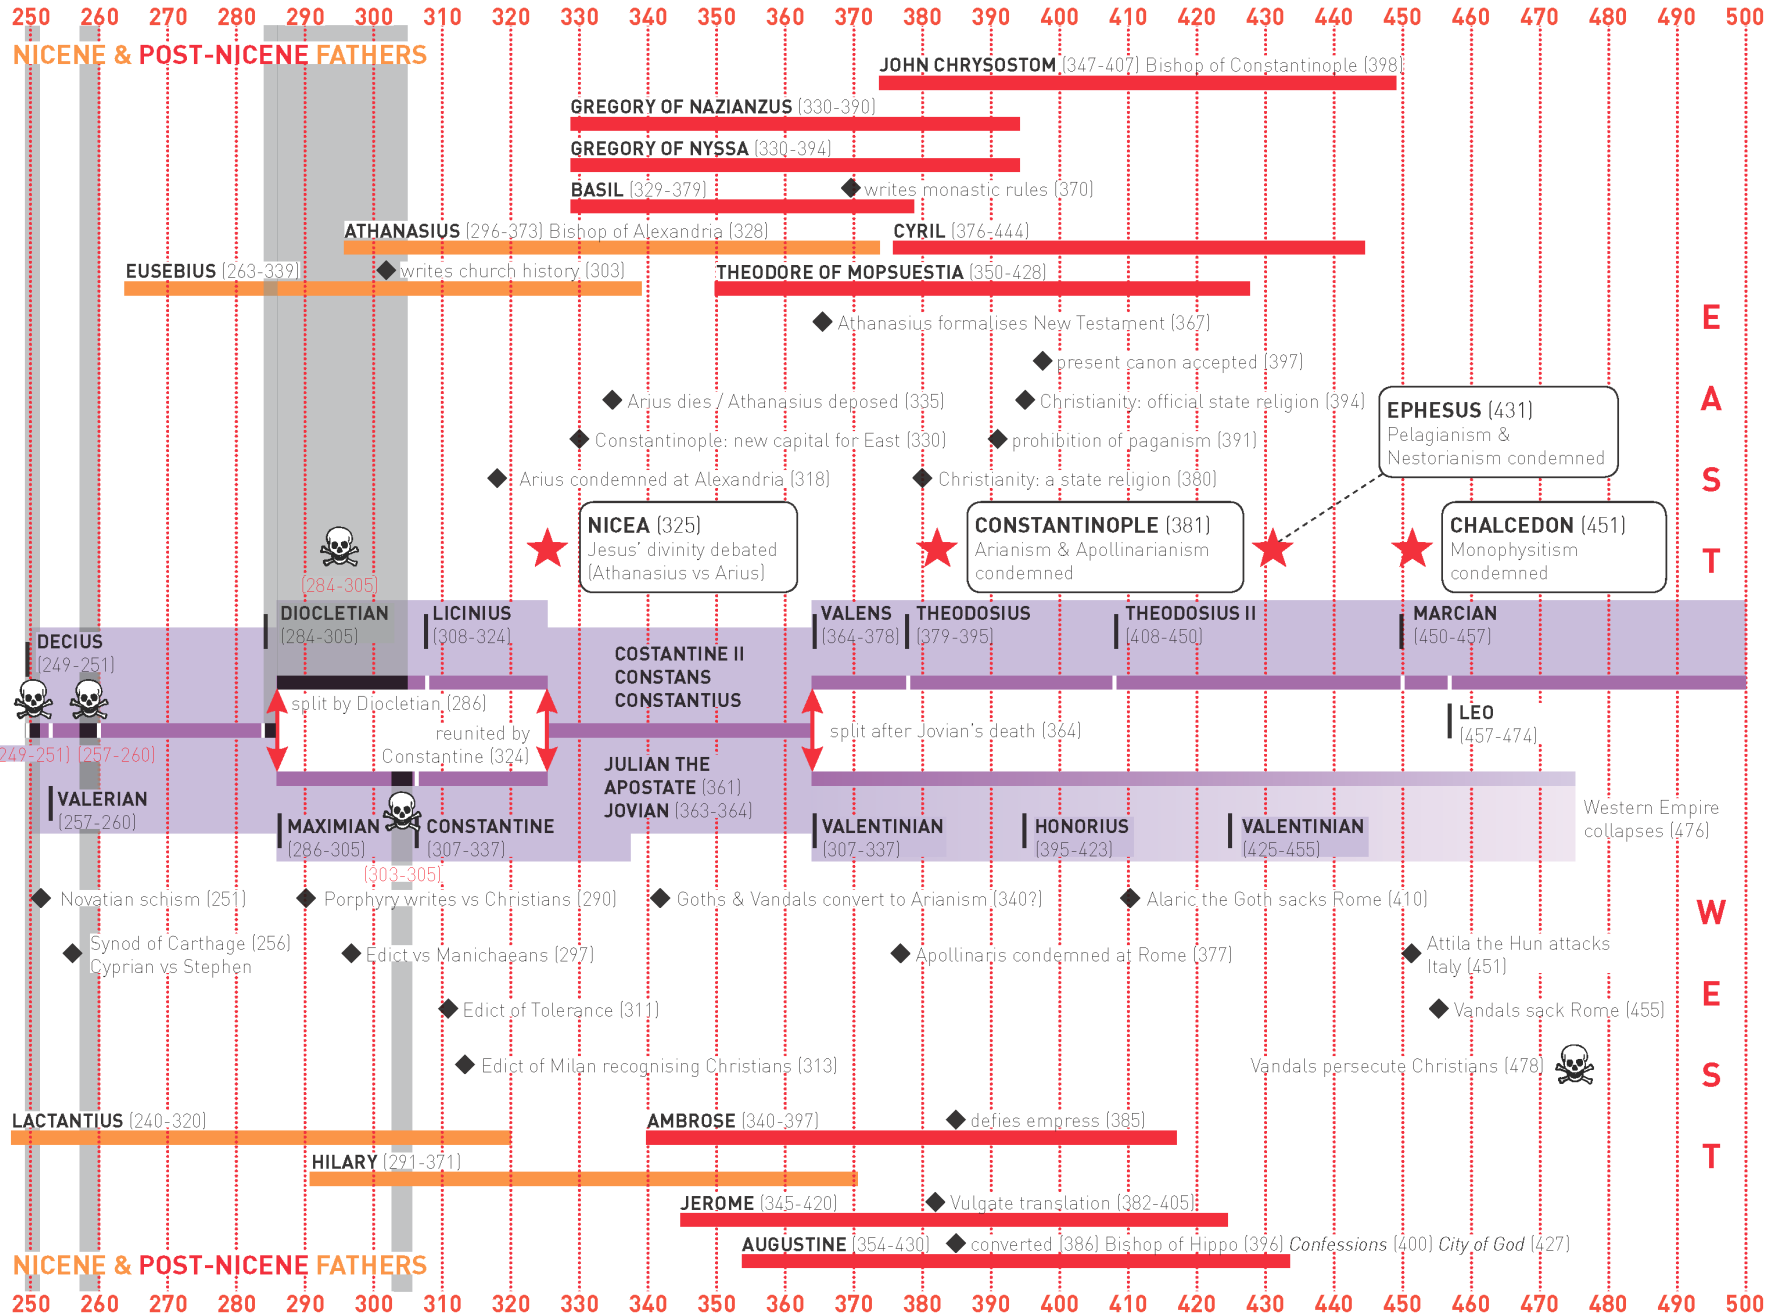 250 260 270 280 290 300 310 320 330 340 350 360 370 380 390 400 410 420 430 440 450 460 470 480 490 500
NICENE & POST-NICENE FATHERS
JOHN CHRYSOSTOM (347-407) Bishop of Constantinople (398)
GREGORY OF NAZIANZUS (330-390)
GREGORY OF NYSSA (330-394)
BASIL (329-379)
writes monastic rules (370)
ATHANASIUS (296-373) Bishop of Alexandria (328)
CYRIL (376-444)
EUSEBIUS (263-339)
writes church history (303)
THEODORE OF MOPSUESTIA (350-428)
Athanasius formalises New Testament (367)
present canon accepted (397)
Arius dies / Athanasius deposed (335)
Christianity: official state religion (394)
Constantinople: new capital for East (330)
prohibition of paganism (391)
Arius condemned at Alexandria (318)
Christianity: a state religion (380)
EPHESUS (431)
Pelagianism &
Nestorianism condemned
NICEA (325)
Jesus' divinity debated
(Athanasius vs Arius)
CONSTANTINOPLE (381)
Arianism & Apollinarianism
condemned
CHALCEDON (451)
Monophysitism
condemned
EAST
(284-305)
DECIUS
(249-251)
DIOCLETIAN
(284-305)
LICINIUS
(308-324)
COSTANTINE II
CONSTANS
CONSTANTIUS
VALENS
(364-378)
THEODOSIUS
(379-395)
THEODOSIUS II
(408-450)
MARCIAN
(450-457)
split by Diocletian (286)
reunited by
Constantine (324)
split after Jovian's death (364)
LEO
(457-474)
249-251) (257-260)
VALERIAN
(257-260)
JULIAN THE
APOSTATE (361)
JOVIAN (363-364)
MAXIMIAN
(286-305)
CONSTANTINE
(307-337)
(303-305)
VALENTINIAN
(307-337)
HONORIUS
(395-423)
VALENTINIAN
(425-455)
Western Empire
collapses (476)
Novatian schism (251)
Porphyry writes vs Christians (290)
Goths & Vandals convert to Arianism (340?)
Alaric the Goth sacks Rome (410)
Synod of Carthage (256)
Cyprian vs Stephen
Edict vs Manichaeans (297)
Apollinaris condemned at Rome (377)
Attila the Hun attacks
Italy (451)
Edict of Tolerance (311)
Vandals sack Rome (455)
Edict of Milan recognising Christians (313)
Vandals persecute Christians (478)
WEST
LACTANTIUS (240-320)
AMBROSE (340-397)
defies empress (385)
HILARY (291-371)
JEROME (345-420)
Vulgate translation (382-405)
AUGUSTINE (354-430)
converted (386) Bishop of Hippo (396) Confessions (400) City of God (427)
NICENE & POST-NICENE FATHERS
250 260 270 280 290 300 310 320 330 340 350 360 370 380 390 400 410 420 430 440 450 460 470 480 490 500